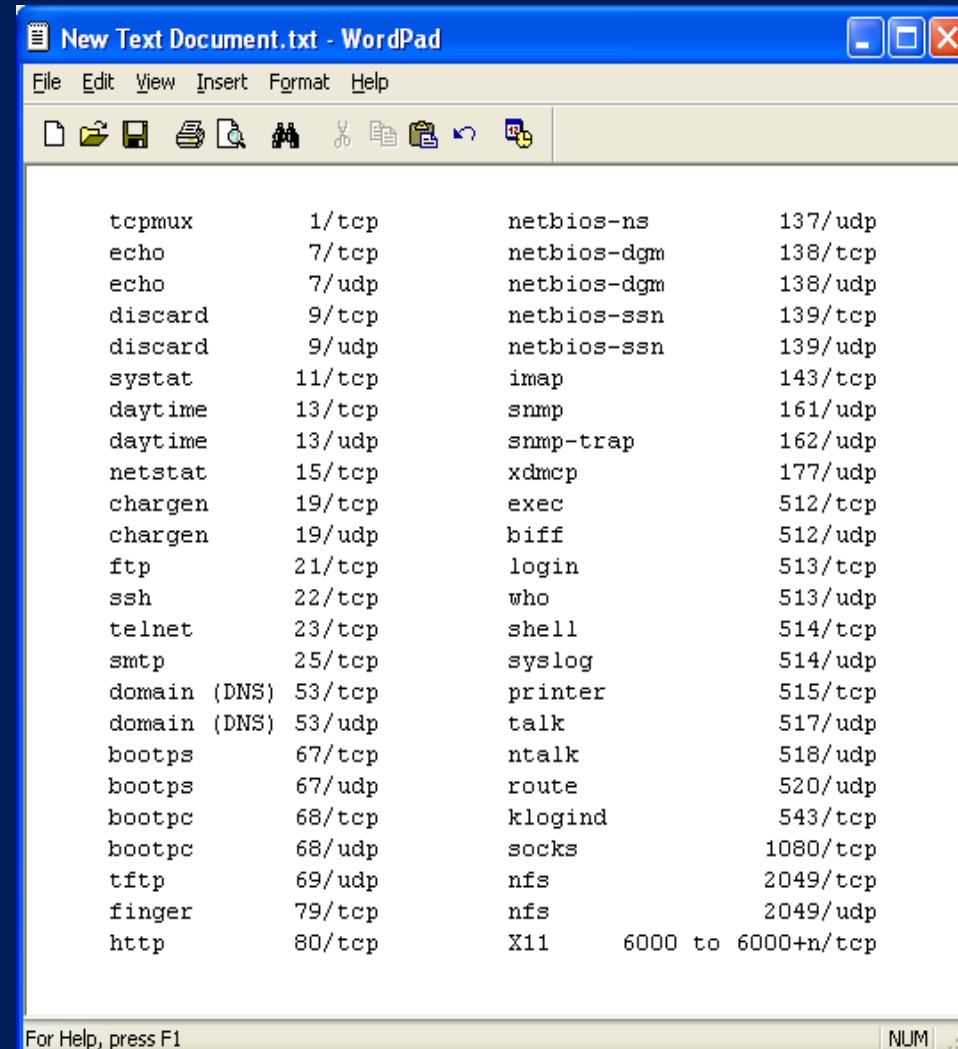 New Text Document.txt - WordPad
File Edit View Insert Format Help
tcpmux 1/tcp netbios-ns 137/udp
echo 7/tcp netbios-dgm 138/tcp
echo 7/udp netbios-dgm 138/udp
discard 9/tcp netbios-ssn 139/tcp
discard 9/udp netbios-ssn 139/udp
systat 11/tcp imap 143/tcp
daytime 13/tcp snmp 161/udp
daytime 13/udp snmp-trap 162/udp
netstat 15/tcp xdmcp 177/udp
chargen 19/tcp exec 512/tcp
chargen 19/udp biff 512/udp
ftp 21/tcp login 513/tcp
ssh 22/tcp who 513/udp
telnet 23/tcp shell 514/tcp
smtp 25/tcp syslog 514/udp
domain (DNS) 53/tcp printer 515/tcp
domain (DNS) 53/udp talk 517/udp
bootps 67/tcp ntalk 518/udp
bootps 67/udp route 520/udp
bootpc 68/tcp klogind 543/tcp
bootpc 68/udp socks 1080/tcp
tftp 69/udp nfs 2049/tcp
finger 79/tcp nfs 2049/udp
http 80/tcp X11 6000 to 6000+n/tcp
For Help, press F1 NUM